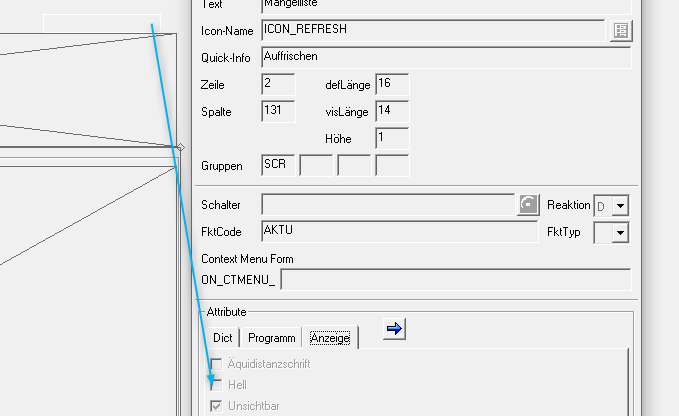 Text Mängelliste
Icon-Name ICON_REFRESH
Quick-Info Auffrischen
Zeile 2 defLänge 16
Spalte 131 visLänge 14
Höhe 1
Gruppen SCR
Schalter Reaktion D
FktCode AKTU FktTyp
Context Menu Form
ON_CTMENU_
Attribute
Dict Programm Anzeige
Äquidistanzschrift
Hell
Unsichtbar